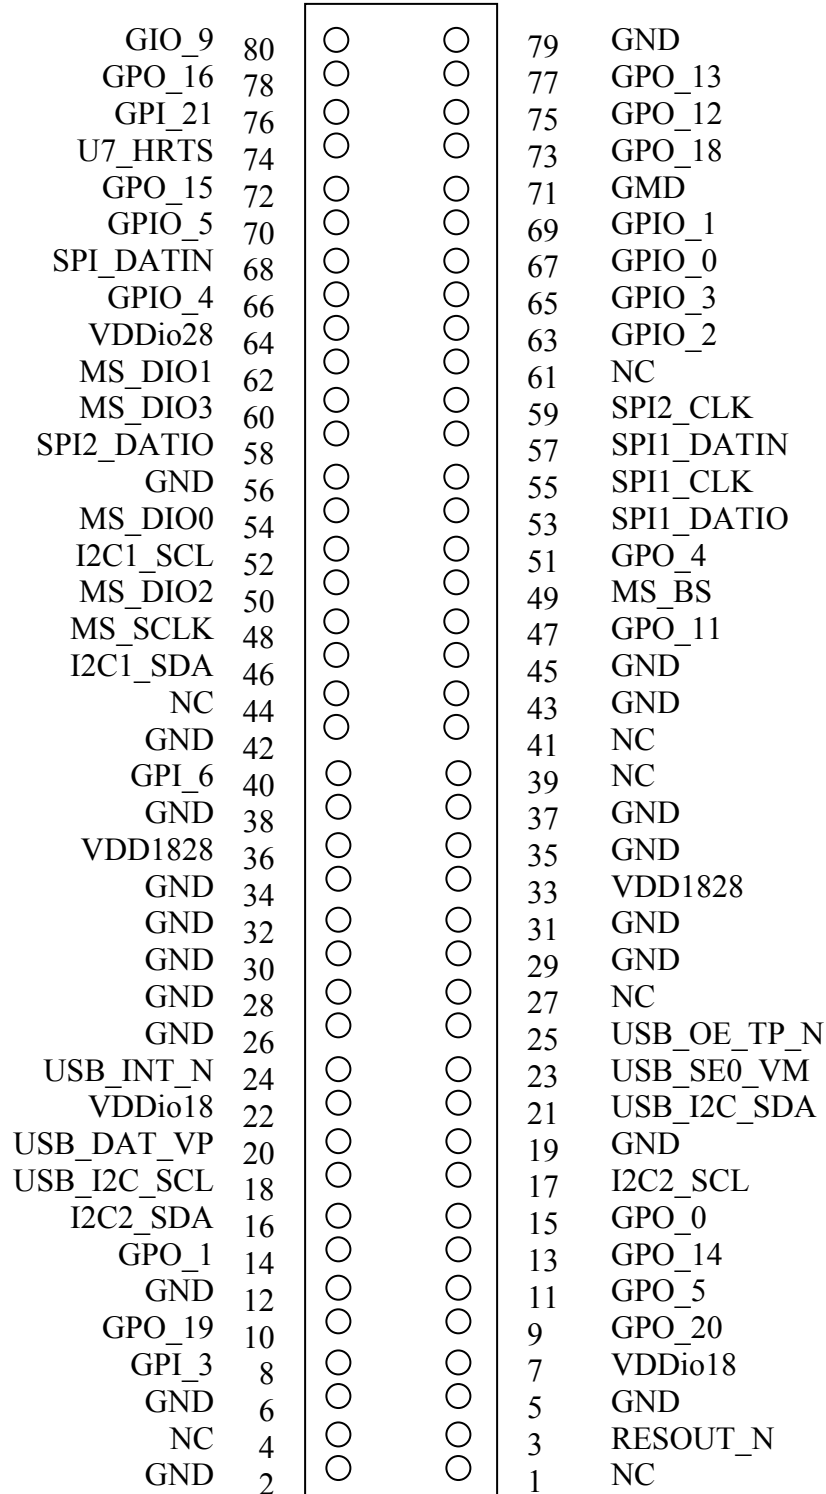 GIO_9 80 79 GND
GPO_16 78 77 GPO_13
GPI_21 76 75 GPO_12
U7_HRTS 74 73 GPO_18
GPO_15 72 71 GMD
GPIO_5 70 69 GPIO_1
SPI_DATIN 68 67 GPIO_0
GPIO_4 66 65 GPIO_3
VDDio28 64 63 GPIO_2
MS_DIO1 62 61 NC
MS_DIO3 60 59 SPI2_CLK
SPI2_DATIO 58 57 SPI1_DATIN
GND 56 55 SPI1_CLK
MS_DIO0 54 53 SPI1_DATIO
I2C1_SCL 52 51 GPO_4
MS_DIO2 50 49 MS_BS
MS_SCLK 48 47 GPO_11
I2C1_SDA 46 45 GND
NC 44 43 GND
GND 42 41 NC
GPI_6 40 39 NC
GND 38 37 GND
VDD1828 36 35 GND
GND 34 33 VDD1828
GND 32 31 GND
GND 30 29 GND
GND 28 27 NC
GND 26 25 USB_OE_TP_N
USB_INT_N 24 23 USB_SE0_VM
VDDio18 22 21 USB_I2C_SDA
USB_DAT_VP 20 19 GND
USB_I2C_SCL 18 17 I2C2_SCL
I2C2_SDA 16 15 GPO_0
GPO_1 14 13 GPO_14
GND 12 11 GPO_5
GPO_19 10 9 GPO_20
GPI_3 8 7 VDDio18
GND 6 5 GND
NC 4 3 RESOUT_N
GND 2 1 NC